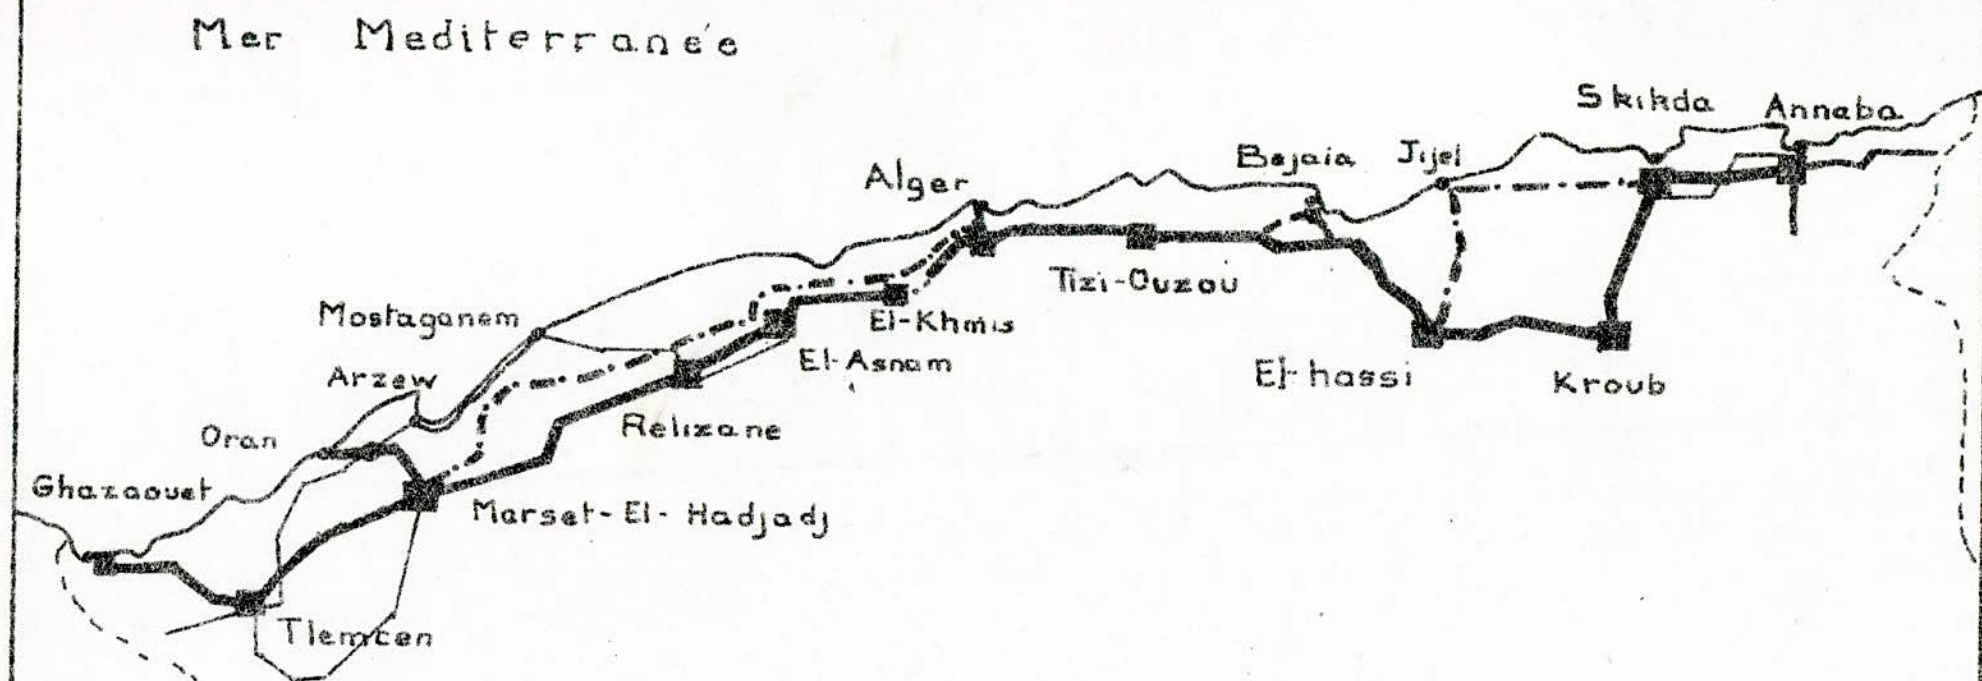 Mer Mediterranée
Skikda
Annaba
Bejaia
Jijel
Alger
Tizi-Ouzou
Mostaganem
El-Khmis
El-Asnam
Arzew
El-hassi
Kroub
Relizane
Oran
Ghazaouet
Marset-El-Hadjadj
Tlemcen